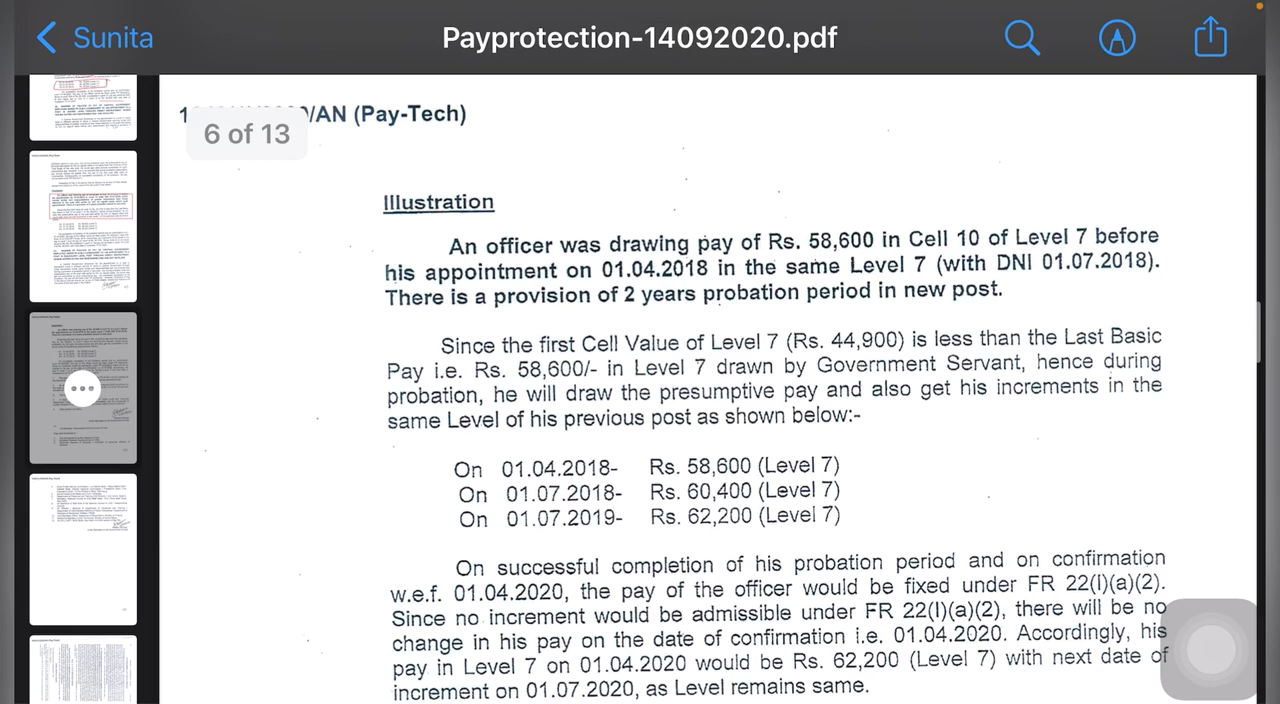 Sunita
Payprotection-14092020.pdf
/AN (Pay-Tech)
6 of 13
Illustration
An officer was drawing pay of Rs. 58,600 in Cell 10 of Level 7 before
his appointment on 01.04.2018 in the same Level 7 (with DNI 01.07.2018).
There is a provision of 2 years probation period in new post.
Since the first Cell Value of Level 7 (Rs. 44,900) is less than the Last Basic
Pay i.e. Rs. 58,600/- in Level 7 drawn by Government Servant, hence during
probation, he will draw the presumptive pay and also get his increments in the
same Level of his previous post as shown below:-
On 01.04.2018- Rs. 58,600 (Level 7)
On 01.07.2018- Rs. 60,400 (Level 7)
On 01.07.2019- Rs. 62,200 (Level 7)
On successful completion of his probation period and on confirmation
w.e.f. 01.04.2020, the pay of the officer would be fixed under FR 22(I)(a)(2).
Since no increment would be admissible under FR 22(I)(a)(2), there will be no
change in his pay on the date of confirmation i.e. 01.04.2020. Accordingly, his
pay in Level 7 on 01.04.2020 would be Rs. 62,200 (Level 7) with next date of
increment on 01.07.2020, as Level remains same.